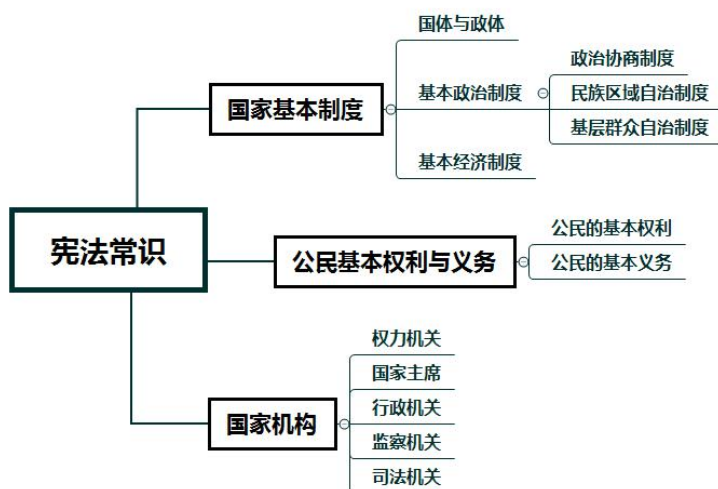 宪法常识
国家基本制度
国体与政体
基本政治制度
政治协商制度
民族区域自治制度
基层群众自治制度
基本经济制度
公民基本权利与义务
公民的基本权利
公民的基本义务
国家机构
权力机关
国家主席
行政机关
监察机关
司法机关